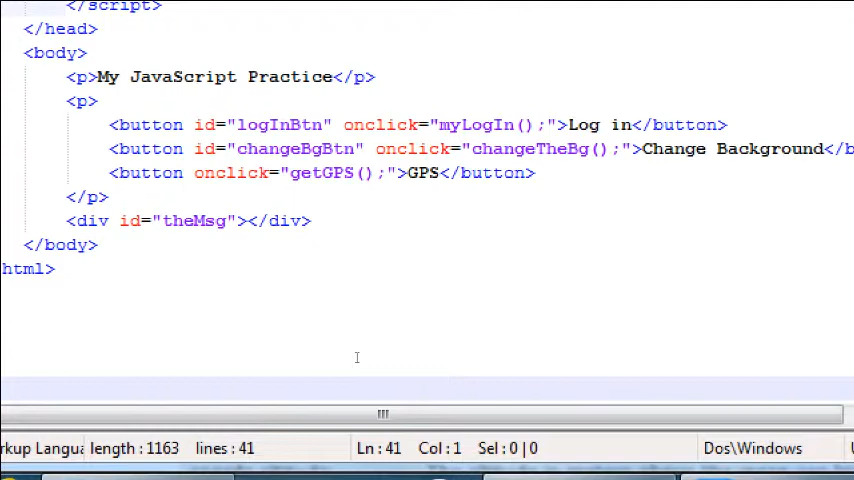 </script>
</head>
<body>
<p>My JavaScript Practice</p>
<p>
<button id="logInBtn" onclick="myLogIn();">Log in</button>
<button id="changeBgBtn" onclick="changeTheBg();">Change Background</b
<button onclick="getGPS();">GPS</button>
</p>
<div id="theMsg"></div>
</body>
html>
rkup Langua length : 1163 lines : 41 Ln : 41 Col : 1 Sel : 0 | 0 Dos\Windows